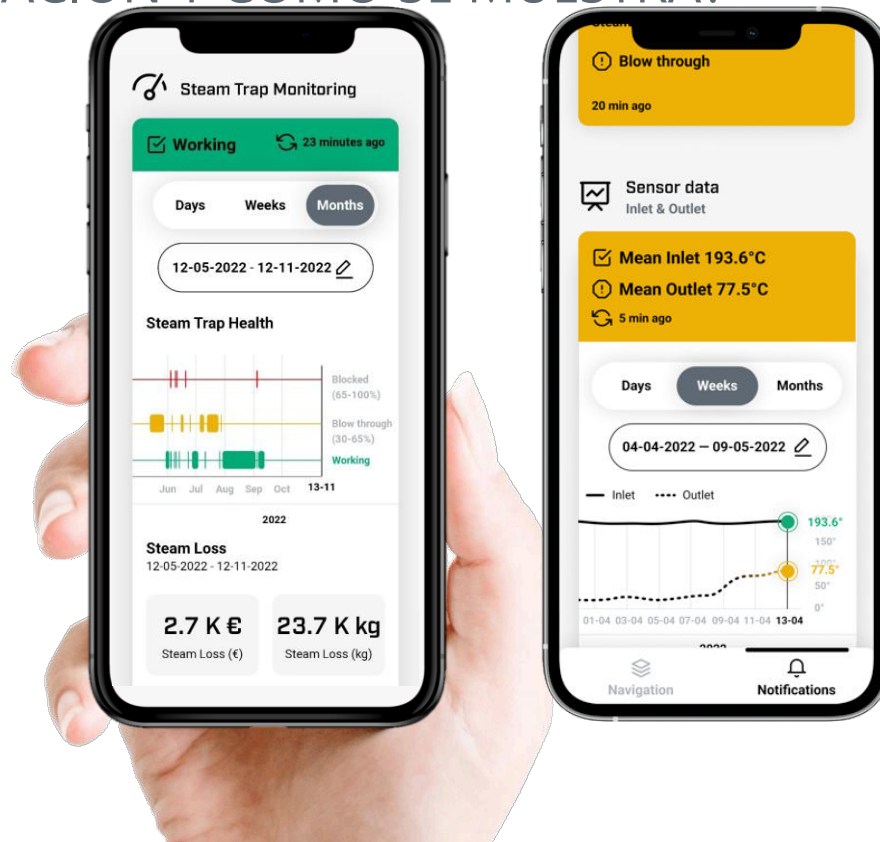 Y COMO SE MUESTRA?
Steam Trap Monitoring
Working
23 minutes ago
Days
Weeks
Months
12-05-2022 - 12-11-2022
Steam Trap Health
Blocked
(65-100%)
Blow through
(30-65%)
Working
Jun Jul Aug Sep Oct 13-11
2022
Steam Loss
12-05-2022 - 12-11-2022
2.7 K €
23.7 K kg
Steam Loss (€)
Steam Loss (kg)
Blow through
20 min ago
Sensor data
Inlet & Outlet
Mean Inlet 193.6°C
Mean Outlet 77.5°C
5 min ago
Days
Weeks
Months
04-04-2022 — 09-05-2022
Inlet
Outlet
193.6°
150°
100°
77.5°
50°
0°
01-04 03-04 05-04 07-04 09-04 11-04 13-04
2022
Navigation
Notifications